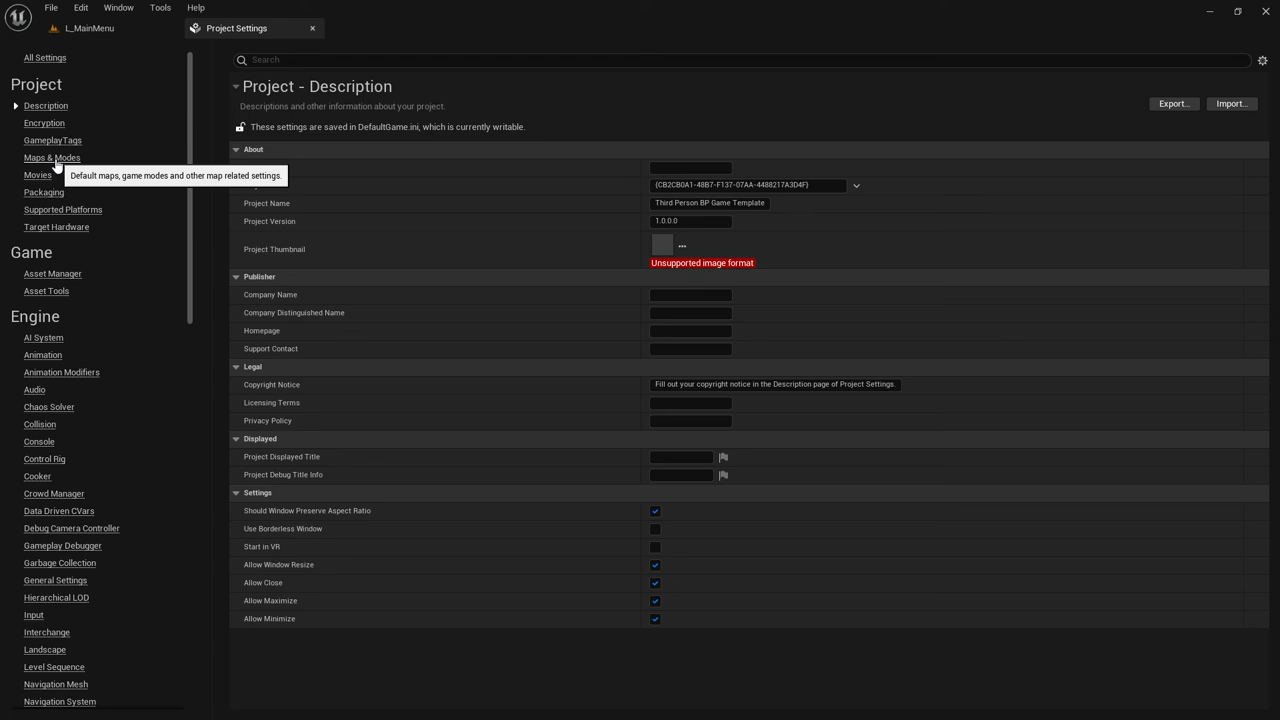 File Edit Window Tools Help
L_MainMenu Project Settings
All Settings
Project
Description
Encryption
GameplayTags
Maps & Modes
Movies
Packaging
Supported Platforms
Target Hardware
Game
Asset Manager
Asset Tools
Engine
AI System
Animation
Animation Modifiers
Audio
Chaos Solver
Collision
Console
Control Rig
Cooker
Crowd Manager
Data Driven CVars
Debug Camera Controller
Gameplay Debugger
Garbage Collection
General Settings
Hierarchical LOD
Input
Interchange
Landscape
Level Sequence
Navigation Mesh
Navigation System
Default maps, game modes and other map related settings.
Search
Project - Description
Descriptions and other information about your project.
Export... Import...
These settings are saved in DefaultGame.ini, which is currently writable.
About
{CB2CB0A1-48B7-F137-07AA-4488217A3D4F}
Project Name Third Person BP Game Template
Project Version 1.0.0.0
Project Thumbnail
Unsupported image format
Publisher
Company Name
Company Distinguished Name
Homepage
Support Contact
Legal
Copyright Notice Fill out your copyright notice in the Description page of Project Settings.
Licensing Terms
Privacy Policy
Displayed
Project Displayed Title
Project Debug Title Info
Settings
Should Window Preserve Aspect Ratio
Use Borderless Window
Start in VR
Allow Window Resize
Allow Close
Allow Maximize
Allow Minimize